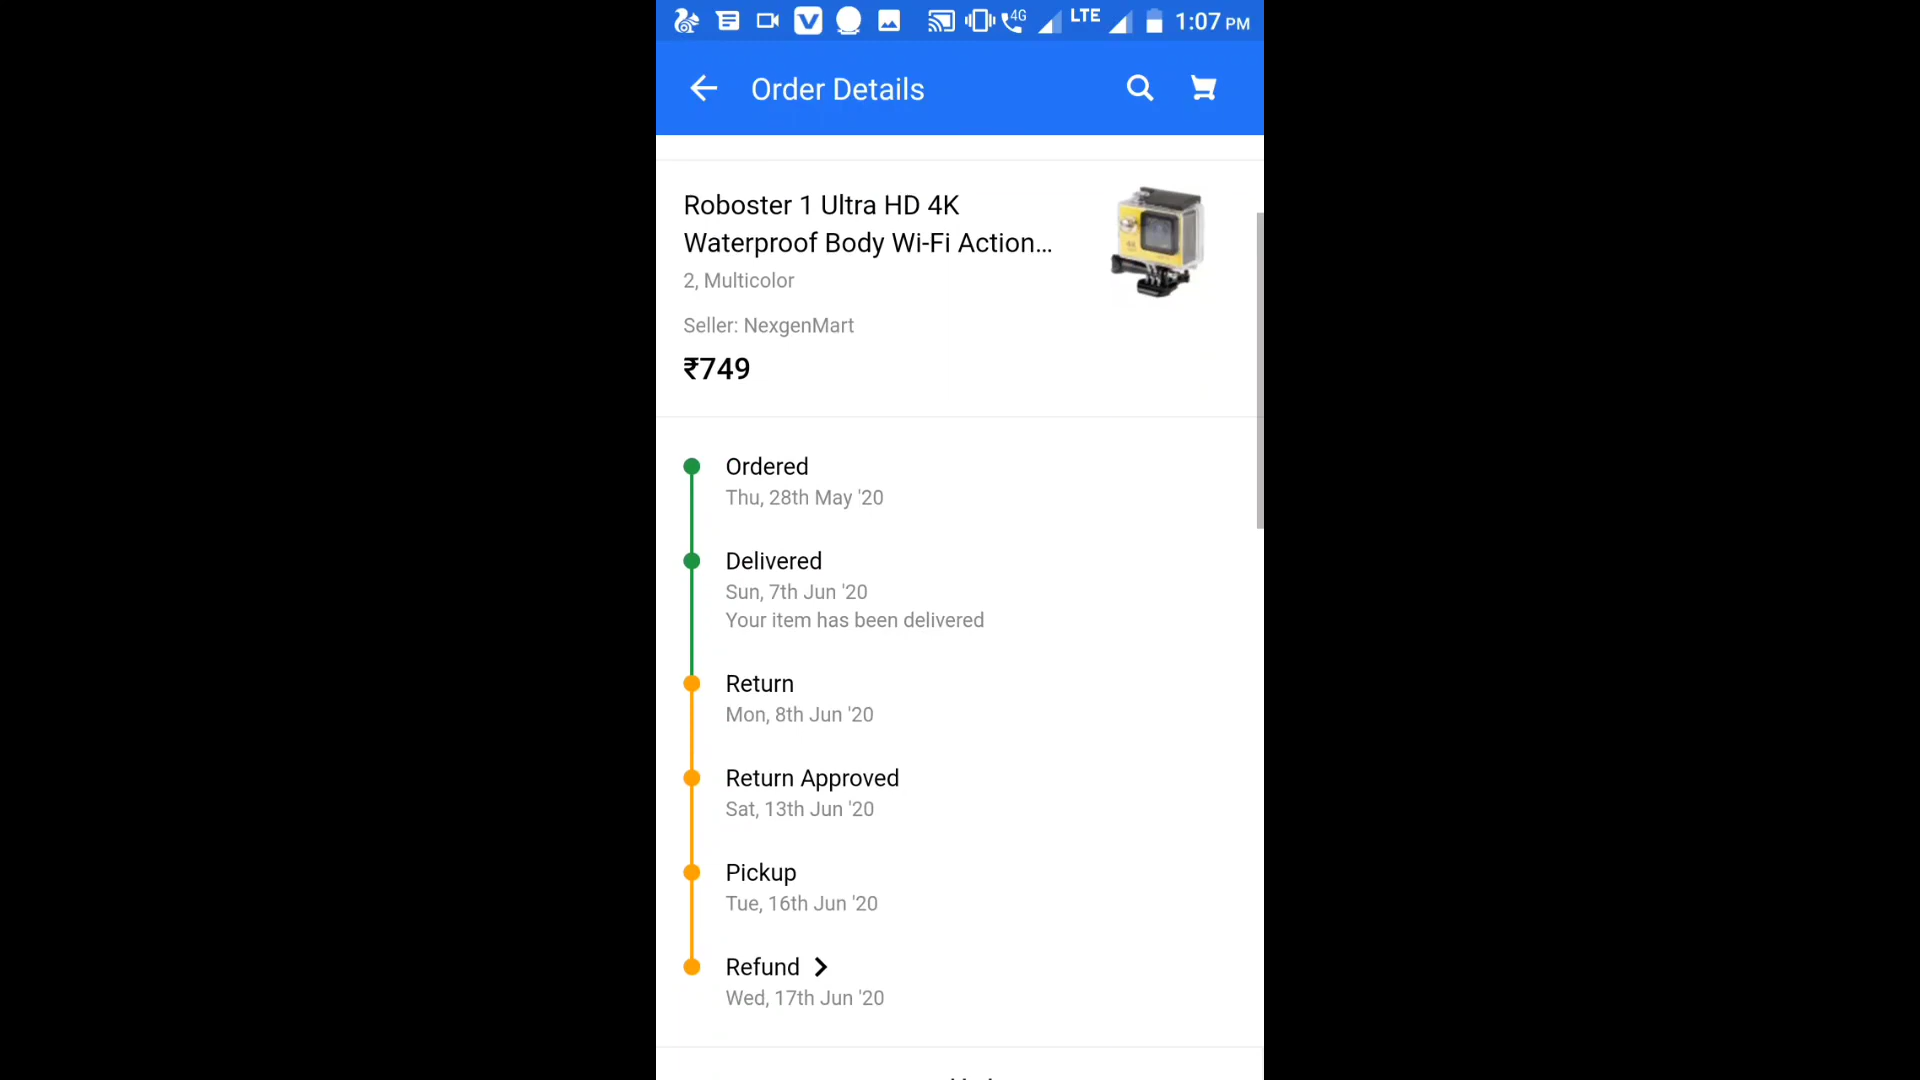 4G LTE 1:07 PM
Order Details
Roboster 1 Ultra HD 4K
Waterproof Body Wi-Fi Action...
2, Multicolor
Seller: NexgenMart
₹749
Ordered
Thu, 28th May '20
Delivered
Sun, 7th Jun '20
Your item has been delivered
Return
Mon, 8th Jun '20
Return Approved
Sat, 13th Jun '20
Pickup
Tue, 16th Jun '20
Refund
Wed, 17th Jun '20